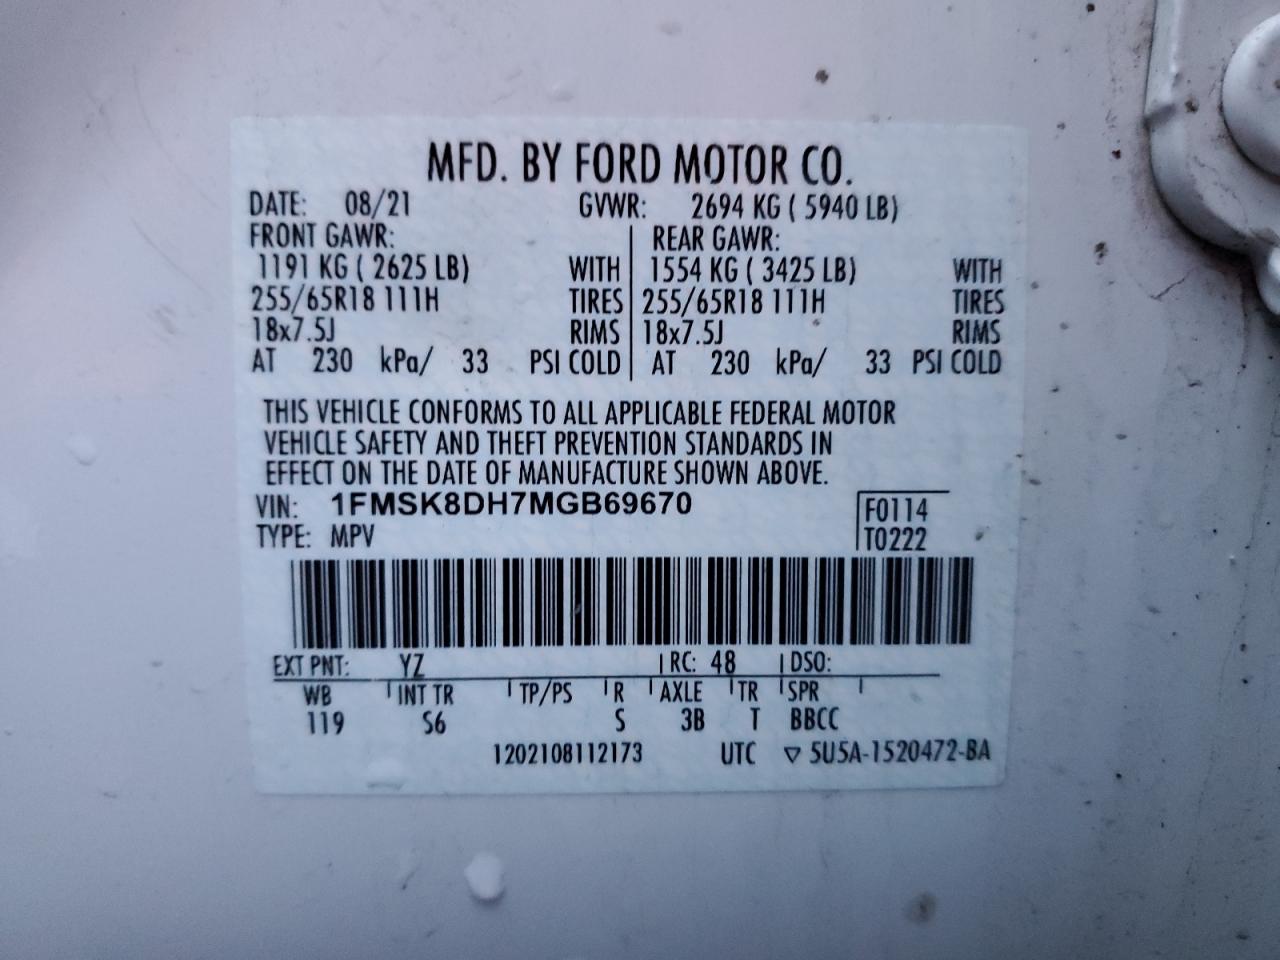 MFD. BY FORD MOTOR CO.
DATE: 08/21 GVWR: 2694 KG ( 5940 LB)
FRONT GAWR: REAR GAWR:
1191 KG ( 2625 LB) WITH 1554 KG ( 3425 LB) WITH
255/65R18 111H TIRES 255/65R18 111H TIRES
18x7.5J RIMS 18x7.5J RIMS
AT 230 kPa/ 33 PSI COLD AT 230 kPa/ 33 PSI COLD
THIS VEHICLE CONFORMS TO ALL APPLICABLE FEDERAL MOTOR
VEHICLE SAFETY AND THEFT PREVENTION STANDARDS IN
EFFECT ON THE DATE OF MANUFACTURE SHOWN ABOVE.
VIN: 1FMSK8DH7MGB69670 F0114
TYPE: MPV T0222
EXT PNT: YZ RC: 48 DSO:
WB INT TR TP/PS R AXLE TR SPR
119 S6 S 3B T BBCC
1202108112173 UTC ▽ 5U5A-1520472-BA